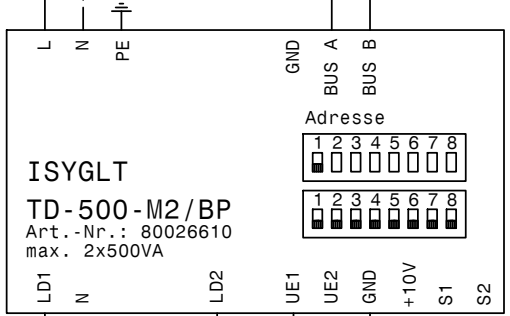 L N PE GND BUS A BUS B
Adresse
1 2 3 4 5 6 7 8
ISYGLT
TD-500-M2/BP
1 2 3 4 5 6 7 8
Art.-Nr.: 80026610
max. 2x500VA
LD1 N LD2 UE1 UE2 GND +10V S1 S2